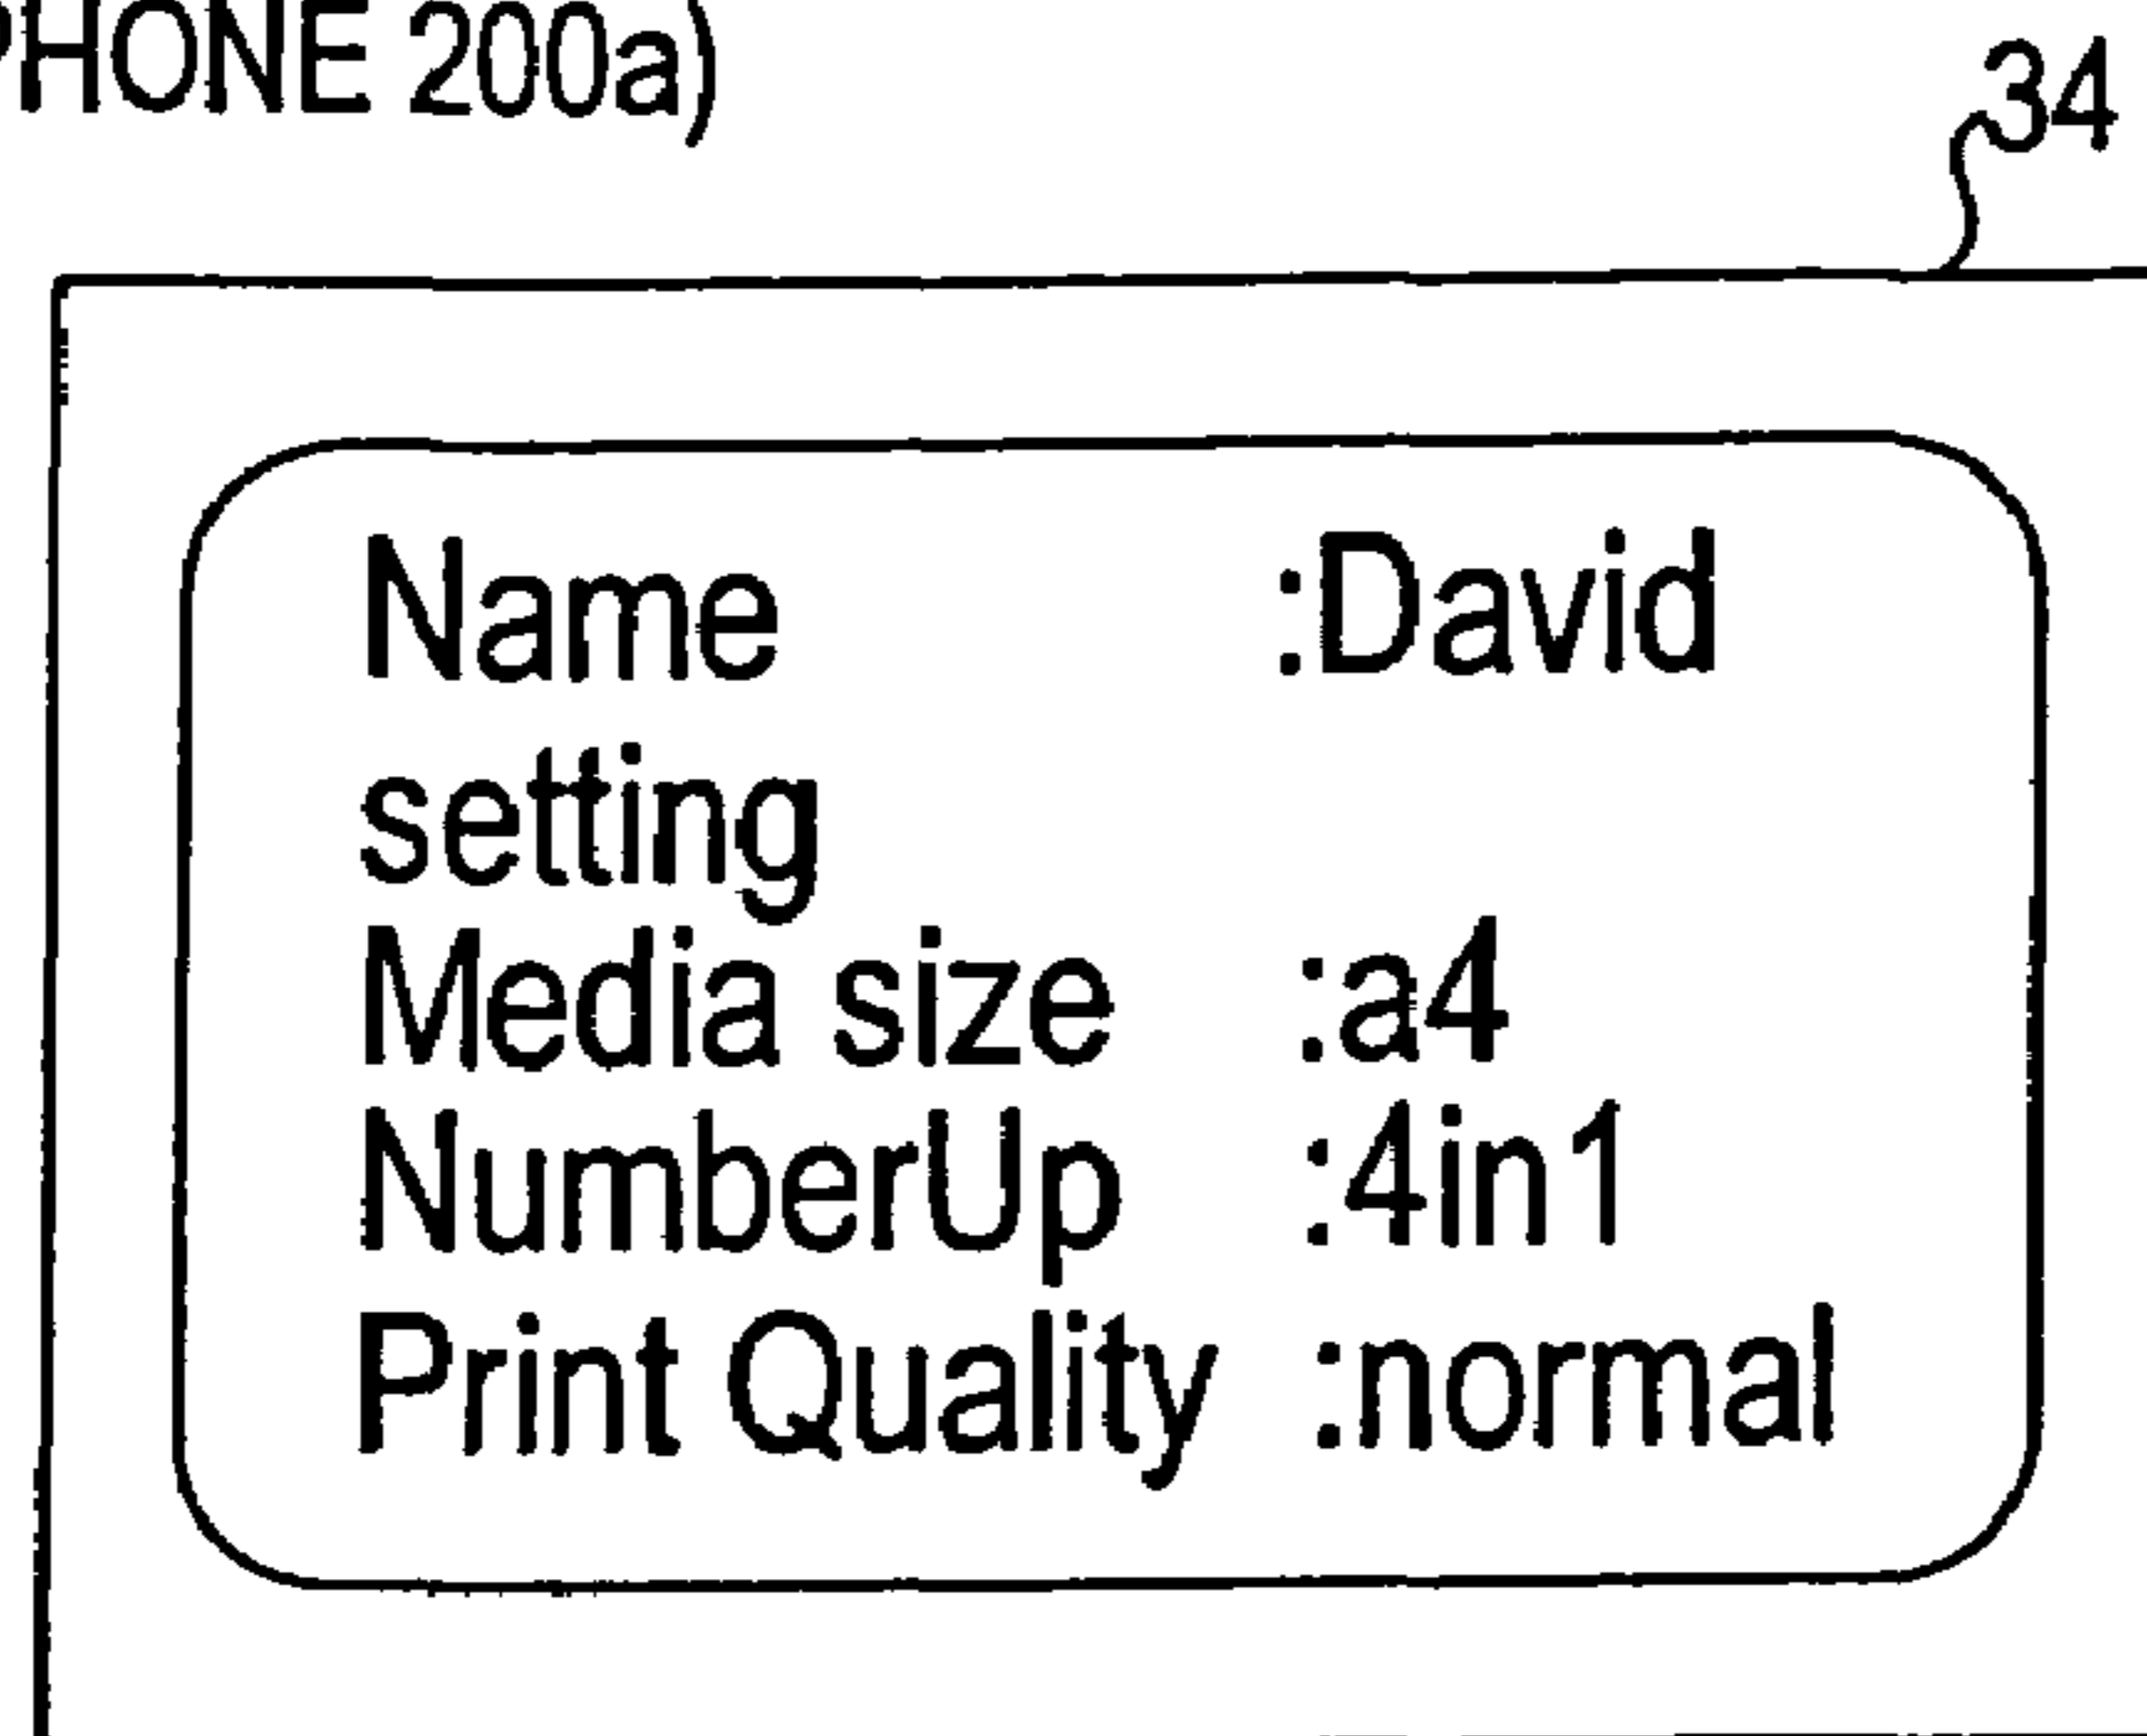 PHONE 200a)
34
Name :David
setting
Media size :a4
NumberUp :4in1
Print Quality :normal